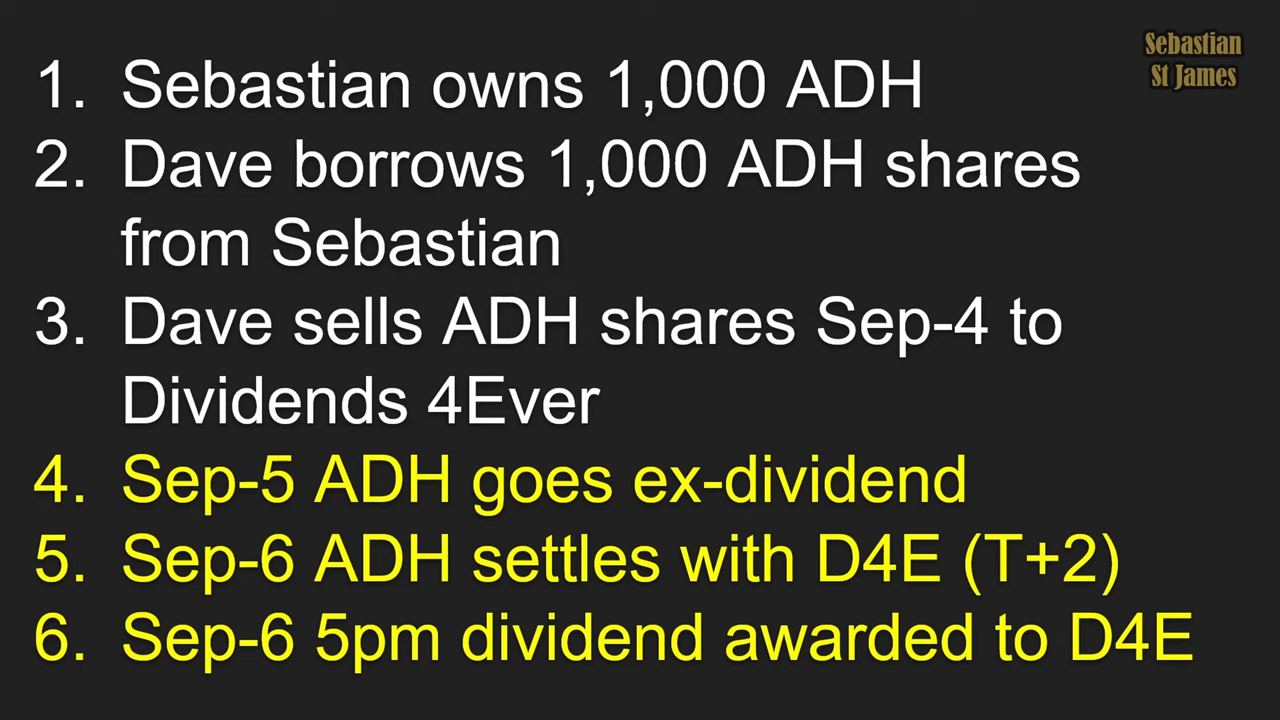 Sebastian
St James
1. Sebastian owns 1,000 ADH
2. Dave borrows 1,000 ADH shares
from Sebastian
3. Dave sells ADH shares Sep-4 to
Dividends 4Ever
4. Sep-5 ADH goes ex-dividend
5. Sep-6 ADH settles with D4E (T+2)
6. Sep-6 5pm dividend awarded to D4E